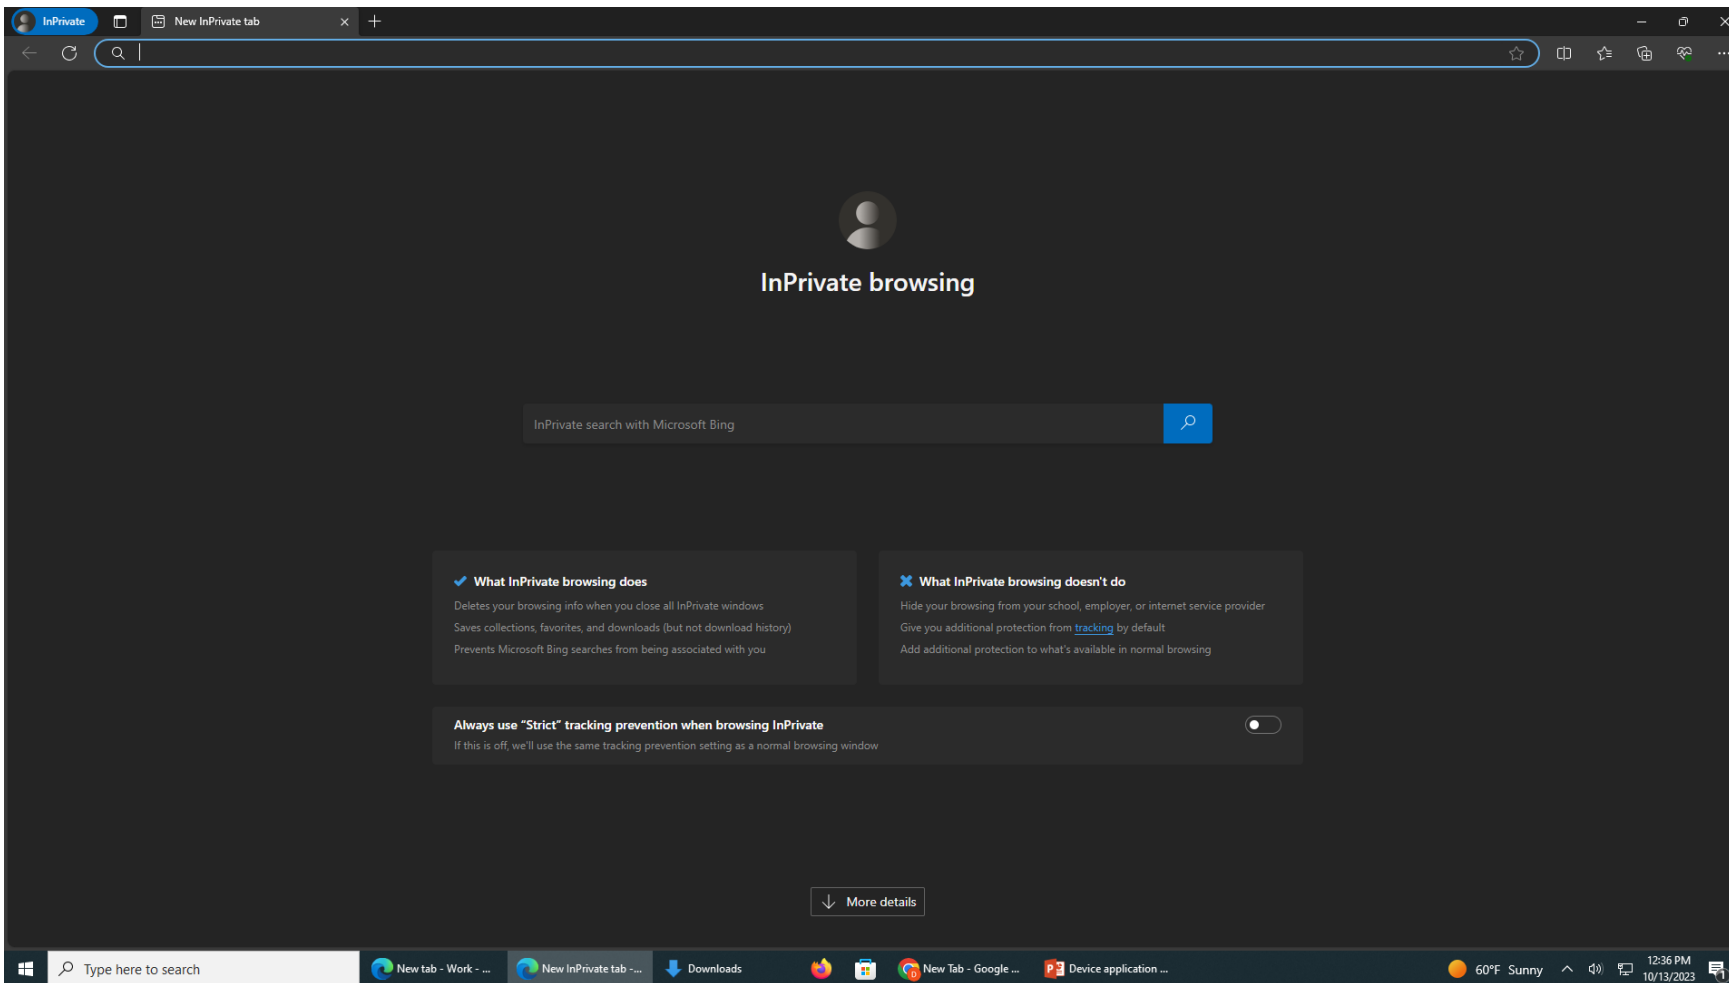 InPrivate
New InPrivate tab
InPrivate browsing
InPrivate search with Microsoft Bing
What InPrivate browsing does
Deletes your browsing info when you close all InPrivate windows
Saves collections, favorites, and downloads (but not download history)
Prevents Microsoft Bing searches from being associated with you
What InPrivate browsing doesn't do
Hide your browsing from your school, employer, or internet service provider
Give you additional protection from tracking by default
Add additional protection to what's available in normal browsing
Always use “Strict” tracking prevention when browsing InPrivate
If this is off, we'll use the same tracking prevention setting as a normal browsing window
More details
Type here to search
New tab - Work - ...
New InPrivate tab -...
Downloads
New Tab - Google ...
Device application ...
60°F Sunny
12:36 PM
10/13/2023
1